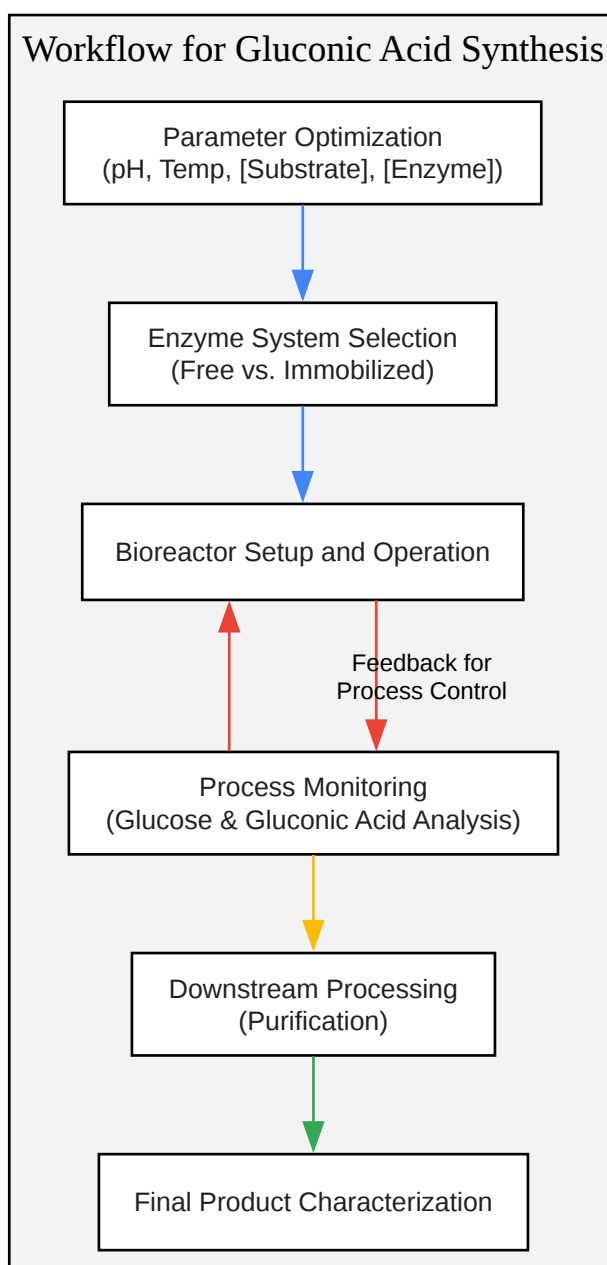 Workflow for Gluconic Acid Synthesis
Parameter Optimization
(pH, Temp, [Substrate], [Enzyme])
Enzyme System Selection
(Free vs. Immobilized)
Bioreactor Setup and Operation
Feedback for
Process Control
Process Monitoring
(Glucose & Gluconic Acid Analysis)
Downstream Processing
(Purification)
Final Product Characterization